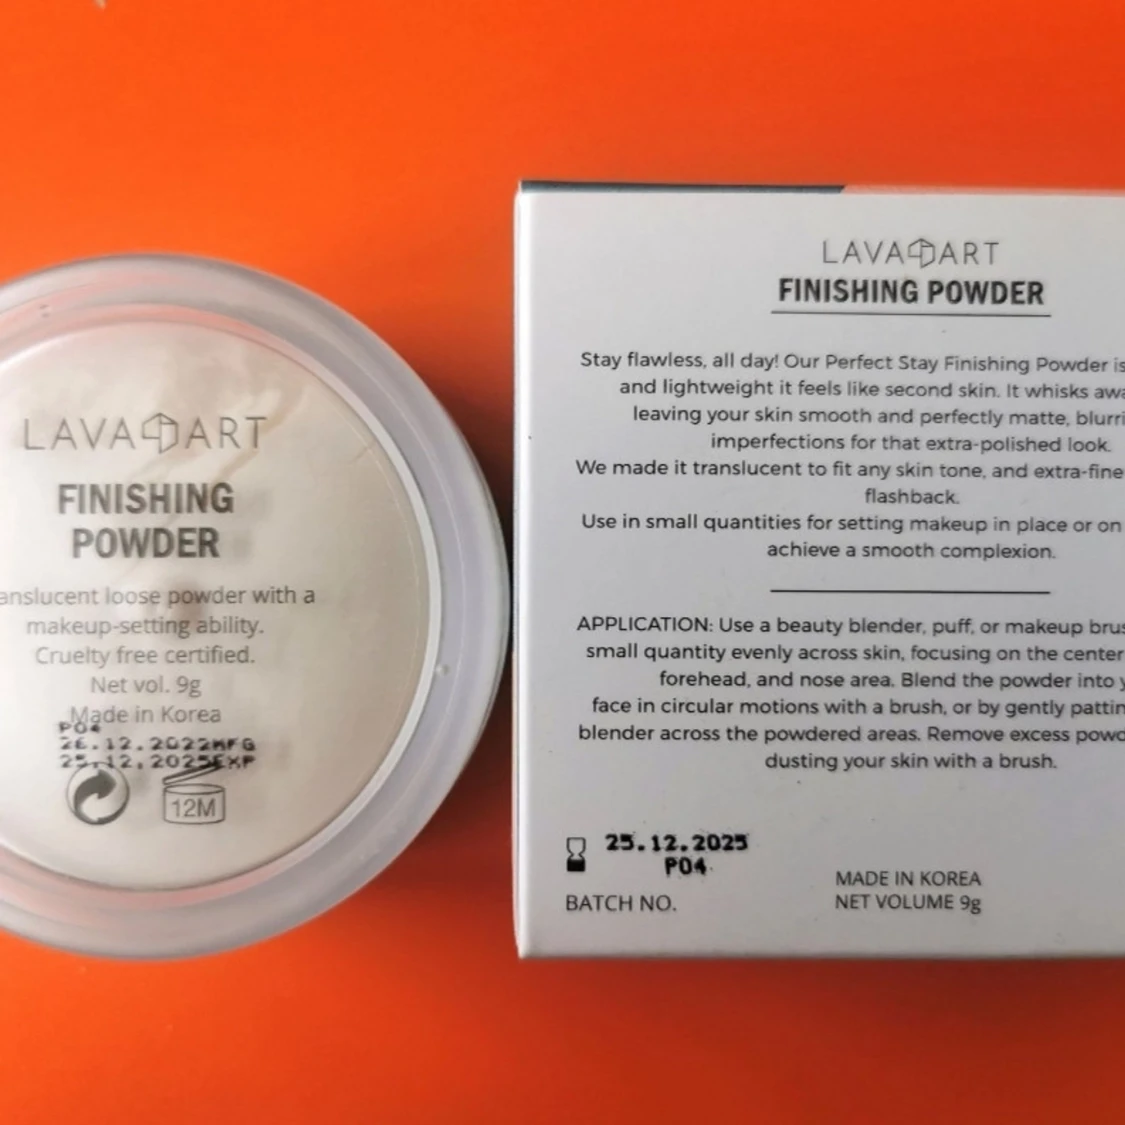 LAVA ART
FINISHING
POWDER
anslucent loose powder with a
makeup-setting ability.
Cruelty free certified.
Net vol. 9g
Made in Korea
P04
26.12.2022MFG
25.12.2025EXP
12M
LAVA ART
FINISHING POWDER
Stay flawless, all day! Our Perfect Stay Finishing Powder is
and lightweight it feels like second skin. It whisks awa
leaving your skin smooth and perfectly matte, blurri
imperfections for that extra-polished look.
We made it translucent to fit any skin tone, and extra-fine
flashback.
Use in small quantities for setting makeup in place or on
achieve a smooth complexion.
APPLICATION: Use a beauty blender, puff, or makeup brus
small quantity evenly across skin, focusing on the center
forehead, and nose area. Blend the powder into y
face in circular motions with a brush, or by gently pattin
blender across the powdered areas. Remove excess powd
dusting your skin with a brush.
25.12.2025
P04
BATCH NO.
MADE IN KOREA
NET VOLUME 9g